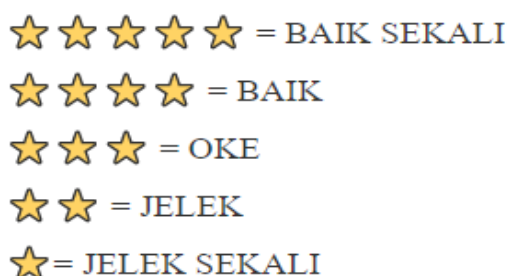 ⭐⭐⭐⭐⭐ = BAIK SEKALI
⭐⭐⭐⭐ = BAIK
⭐⭐⭐ = OKE
⭐⭐ = JELEK
⭐= JELEK SEKALI